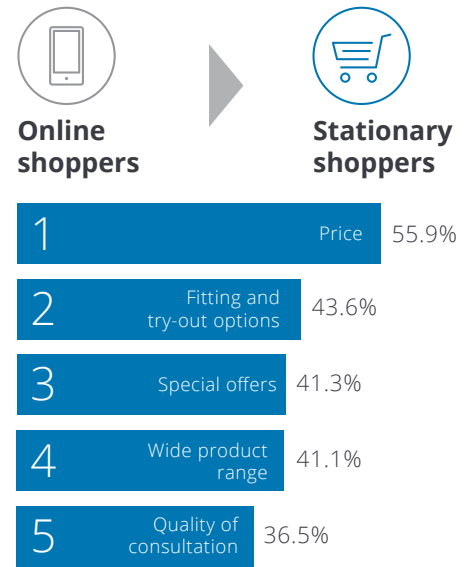 Online
shoppers
Stationary
shoppers
1 Price 55.9%
2 Fitting and
try-out options 43.6%
3 Special offers 41.3%
4 Wide product
range 41.1%
5 Quality of
consultation 36.5%